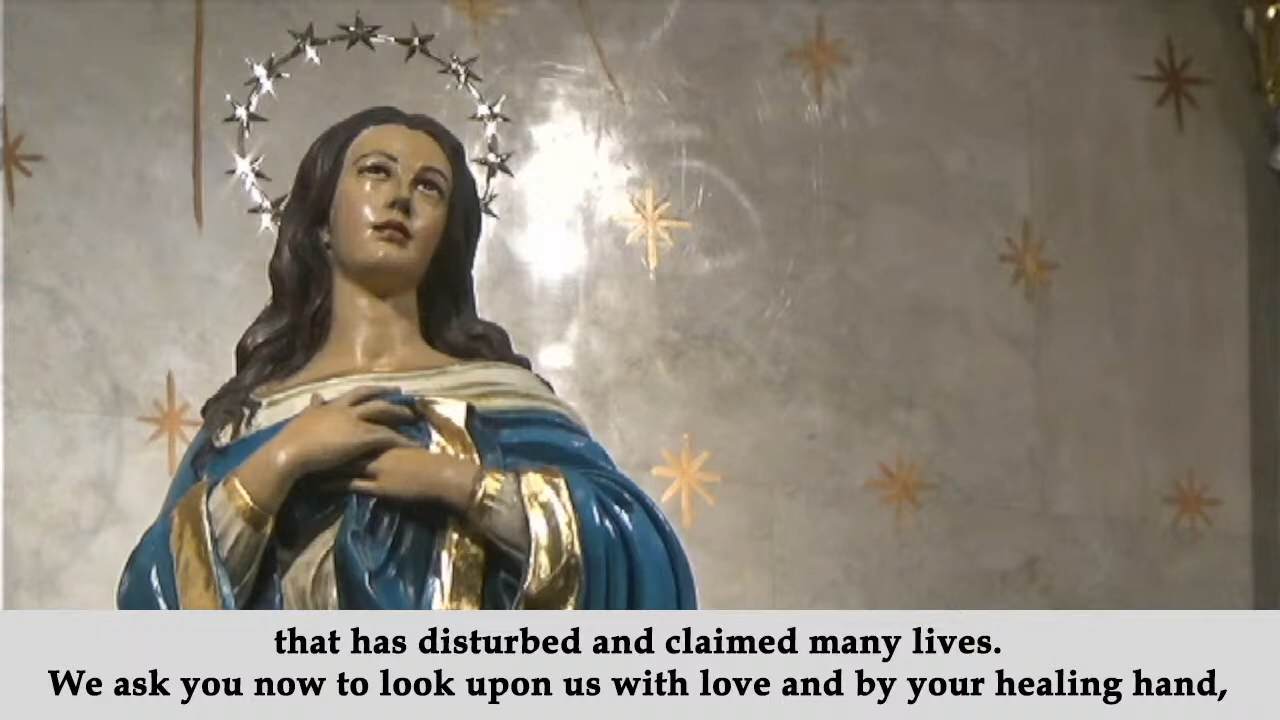 that has disturbed and claimed many lives.
We ask you now to look upon us with love and by your healing hand,